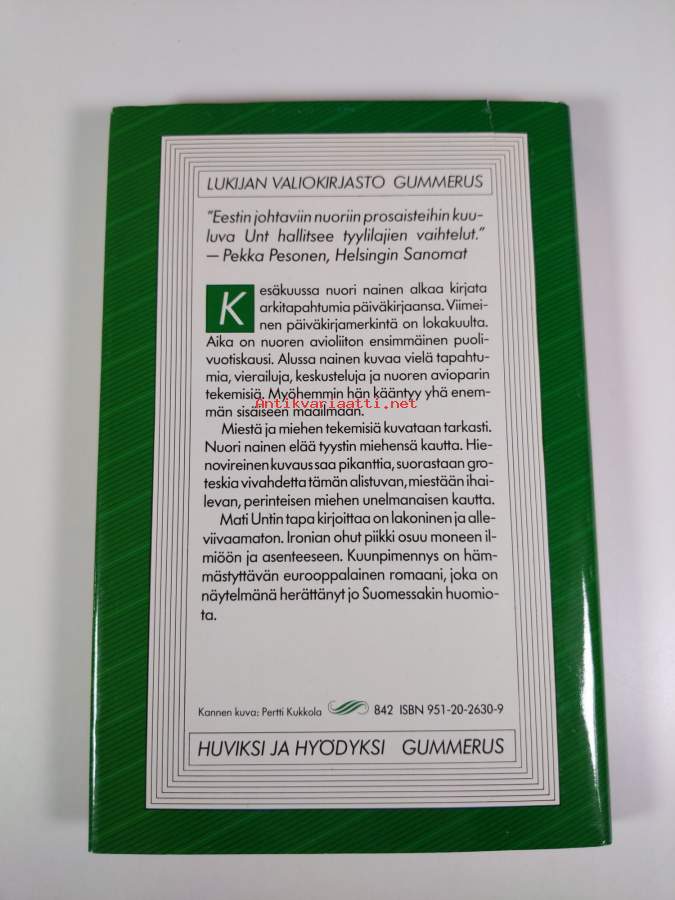 LUKIJAN VALIOKIRJASTO GUMMERUS
"Eestin johtaviin nuoriin prosaisteihin kuu-
luva Unt hallitsee tyylilajien vaihtelut."
— Pekka Pesonen, Helsingin Sanomat
Kesäkuussa nuori nainen alkaa kirjata
arkitapahtumia päiväkirjaansa. Viimei-
nen päiväkirjamerkintä on lokakuulta.
Aika on nuoren avioliiton ensimmäinen puoli-
vuotiskausi. Alussa nainen kuvaa vielä tapahtu-
mia, vierailuja, keskusteluja ja nuoren avioparin
tekemisiä. Myöhemmin hän kääntyy yhä enem-
Antikvariaatti.net
män sisäiseen maailmaan.
Miestä ja miehen tekemisiä kuvataan tarkasti.
Nuori nainen elää tyystin miehensä kautta. Hie-
novireinen kuvaus saa pikanttia, suorastaan gro-
teskia vivahdetta tämän alistuvan, miestään ihai-
levan, perinteisen miehen unelmanaisen kautta.
Mati Untin tapa kirjoittaa on lakoninen ja alle-
viivaamaton. Ironian ohut piikki osuu moneen il-
miöön ja asenteeseen. Kuunpimennys on häm-
mästyttävän eurooppalainen romaani, joka on
näytelmänä herättänyt jo Suomessakin huomio-
ta.
Kannen kuva: Pertti Kukkola 842 ISBN 951-20-2630-9
HUVIKSI JA HYÖDYKSI GUMMERUS